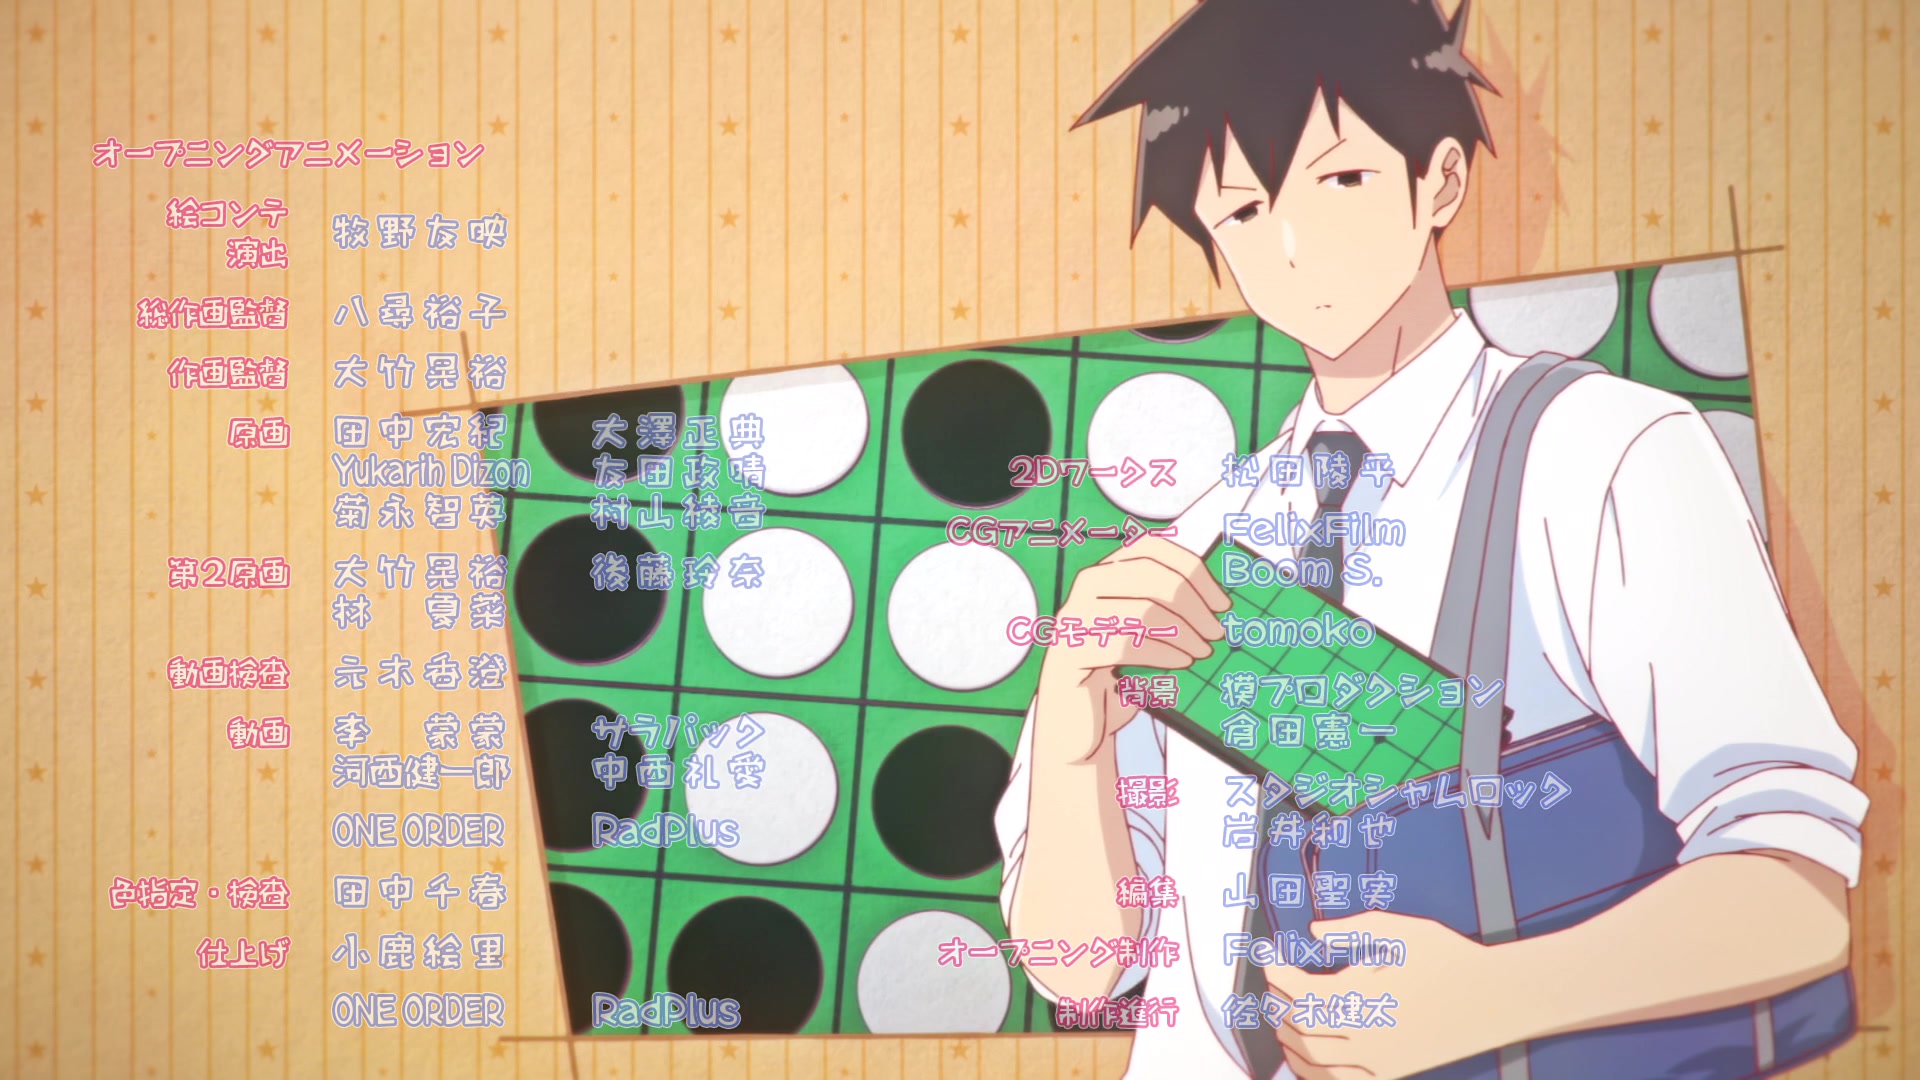 オープニングアニメーション
絵コンテ
演出
牧野友映
総作画監督 八尋裕子
作画監督 大竹晃裕
原画 田中宏紀 大澤正典
Yukarih Dizon 友田政晴
菊永智英 村山綾音
第2原画 大竹晃裕 後藤玲奈
林 夏菜
動画検査 元木香澄
動画 李 蒙蒙 サラパック
河西健一郎 中西礼愛
ONE ORDER RadPlus
色指定・検査 田中千春
仕上げ 小鹿絵里
ONE ORDER RadPlus
2Dワークス 松田陵平
CGアニメーター FelixFilm
Boom S.
CGモデラー tomoko
背景 獏プロダクション
倉田憲一
撮影 スタジオシャムロック
岩井和也
編集 山田聖実
オープニング制作 FelixFilm
制作進行 佐々木健太